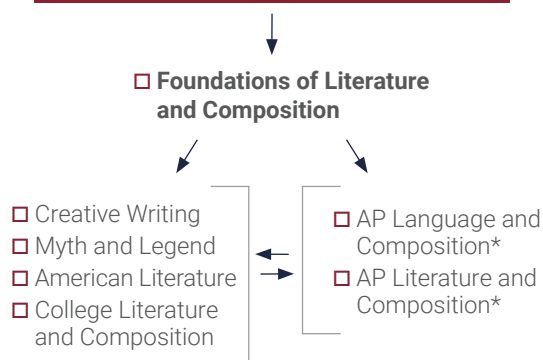 Foundations of Literature
and Composition
Creative Writing
Myth and Legend
American Literature
College Literature
and Composition
AP Language and
Composition*
AP Literature and
Composition*